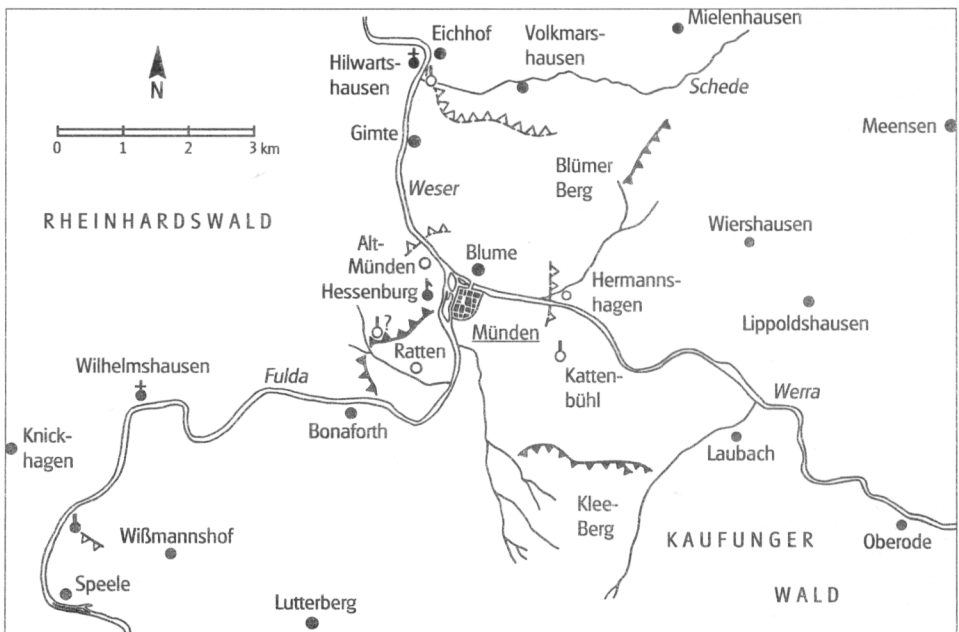 Mielenhausen
Eichhof
Volkmars-
hausen
Hilwarts-
hausen
N
Schede
0 1 2 3 km
Gimte
Meensen
Blümer
Berg
Weser
RHEINHARDSWALD
Wiershausen
Alt-
Münden
Blume
Hessenburg
Hermanns-
hagen
Lippoldshausen
?
Münden
Ratten
Wilhelmshausen
Fulda
Katten-
bühl
Werra
Bonaforth
Knick-
hagen
Laubach
Klee-
Berg
Wißmannshof
KAUFUNGER
WALD
Oberode
Speele
Lutterberg